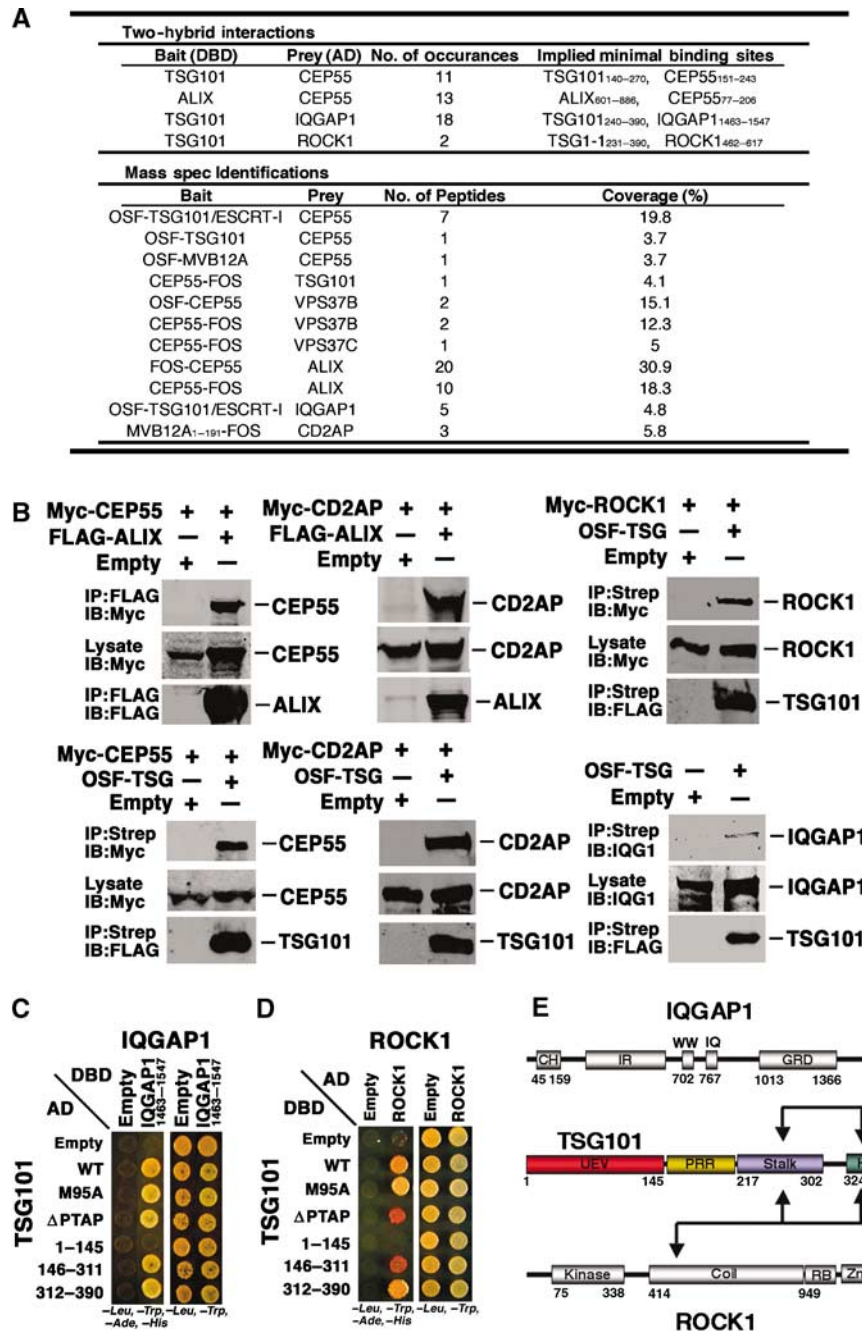 A
Two-hybrid interactions
Bait (DBD) Prey (AD) No. of occurances Implied minimal binding sites
TSG101 CEP55 11 TSG101140–270, CEP55151–243
ALIX CEP55 13 ALIX601–886, CEP5577–206
TSG101 IQGAP1 18 TSG101240–390, IQGAP11463–1547
TSG101 ROCK1 2 TSG1-1231–390, ROCK1462–617
Mass spec Identifications
Bait Prey No. of Peptides Coverage (%)
OSF-TSG101/ESCRT-I CEP55 7 19.8
OSF-TSG101 CEP55 1 3.7
OSF-MVB12A CEP55 1 3.7
CEP55-FOS TSG101 1 4.1
OSF-CEP55 VPS37B 2 15.1
CEP55-FOS VPS37B 2 12.3
CEP55-FOS VPS37C 1 5
FOS-CEP55 ALIX 20 30.9
CEP55-FOS ALIX 10 18.3
OSF-TSG101/ESCRT-I IQGAP1 5 4.8
MVB12A1–191-FOS CD2AP 3 5.8
B
Myc-CEP55 + +
FLAG-ALIX – +
Empty + –
IP:FLAG
IB:Myc
–CEP55
Lysate
IB:Myc
–CEP55
IP:FLAG
IB:FLAG
–ALIX
Myc-CD2AP + +
FLAG-ALIX – +
Empty + –
–CD2AP
–CD2AP
–ALIX
Myc-ROCK1 + +
OSF-TSG – +
Empty + –
IP:Strep
IB:Myc
–ROCK1
Lysate
IB:Myc
–ROCK1
IP:Strep
IB:FLAG
–TSG101
Myc-CEP55 + +
OSF-TSG – +
Empty + –
IP:Strep
IB:Myc
–CEP55
Lysate
IB:Myc
–CEP55
IP:Strep
IB:FLAG
–TSG101
Myc-CD2AP + +
OSF-TSG – +
Empty + –
–CD2AP
–CD2AP
–TSG101
OSF-TSG – +
Empty + –
IP:Strep
IB:IQG1
–IQGAP1
Lysate
IB:IQG1
–IQGAP1
IP:Strep
IB:FLAG
–TSG101
C
IQGAP1
DBD
AD
Empty
IQGAP1
1463–1547
Empty
IQGAP1
1463–1547
TSG101
Empty
WT
M95A
ΔPTAP
1–145
146–311
312–390
–Leu, –Trp, –Leu, –Trp,
–Ade, –His
D
ROCK1
AD
DBD
Empty
ROCK1
Empty
ROCK1
TSG101
Empty
WT
M95A
ΔPTAP
1–145
146–311
312–390
–Leu, –Trp, –Leu, –Trp,
–Ade, –His
E
IQGAP1
CH IR WW IQ GRD
45 159 702 767 1013 1366
TSG101
UEV PRR Stalk
1 145 217 302 324
Kinase Coil RB Zn
75 338 414 949
ROCK1